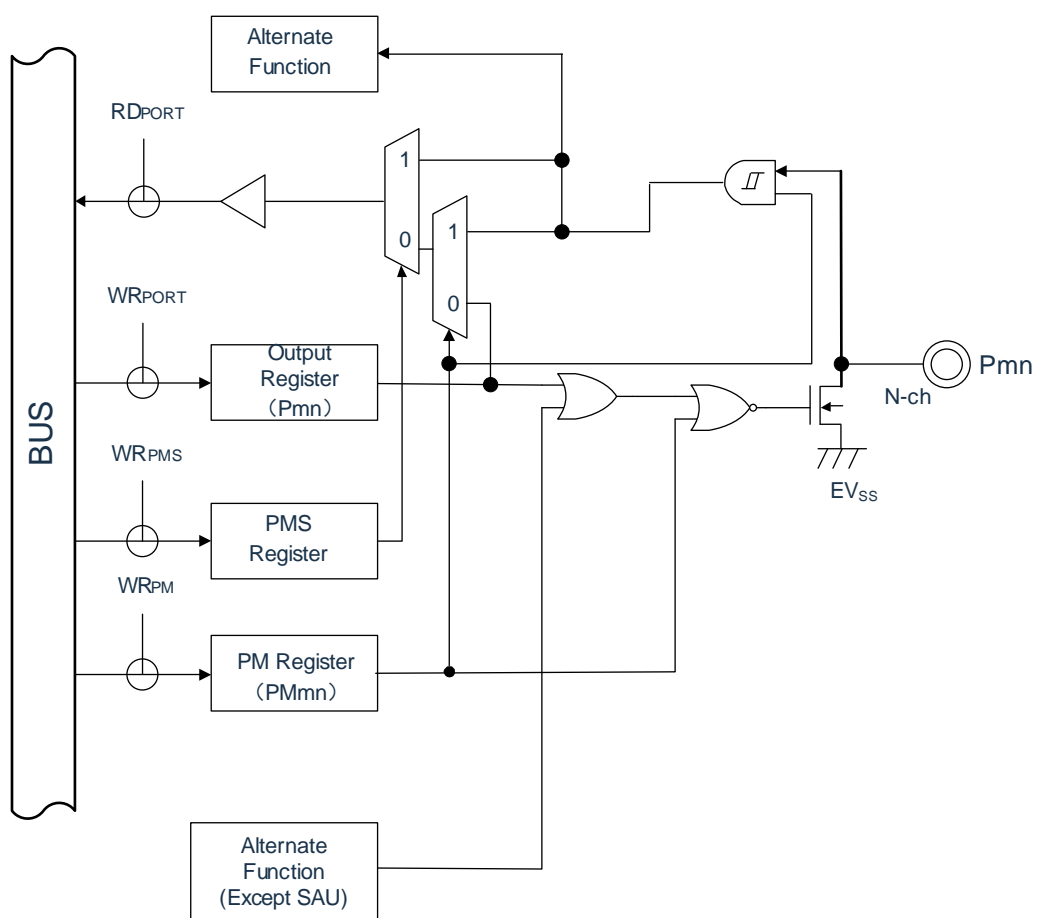 Alternate
Function
RDPORT
1
0
1
0
WRPORT
Output
Register
（Pmn）
Pmn
N-ch
EVSS
BUS
WRPMS
PMS
Register
WRPM
PM Register
（PMmn）
Alternate
Function
(Except SAU)